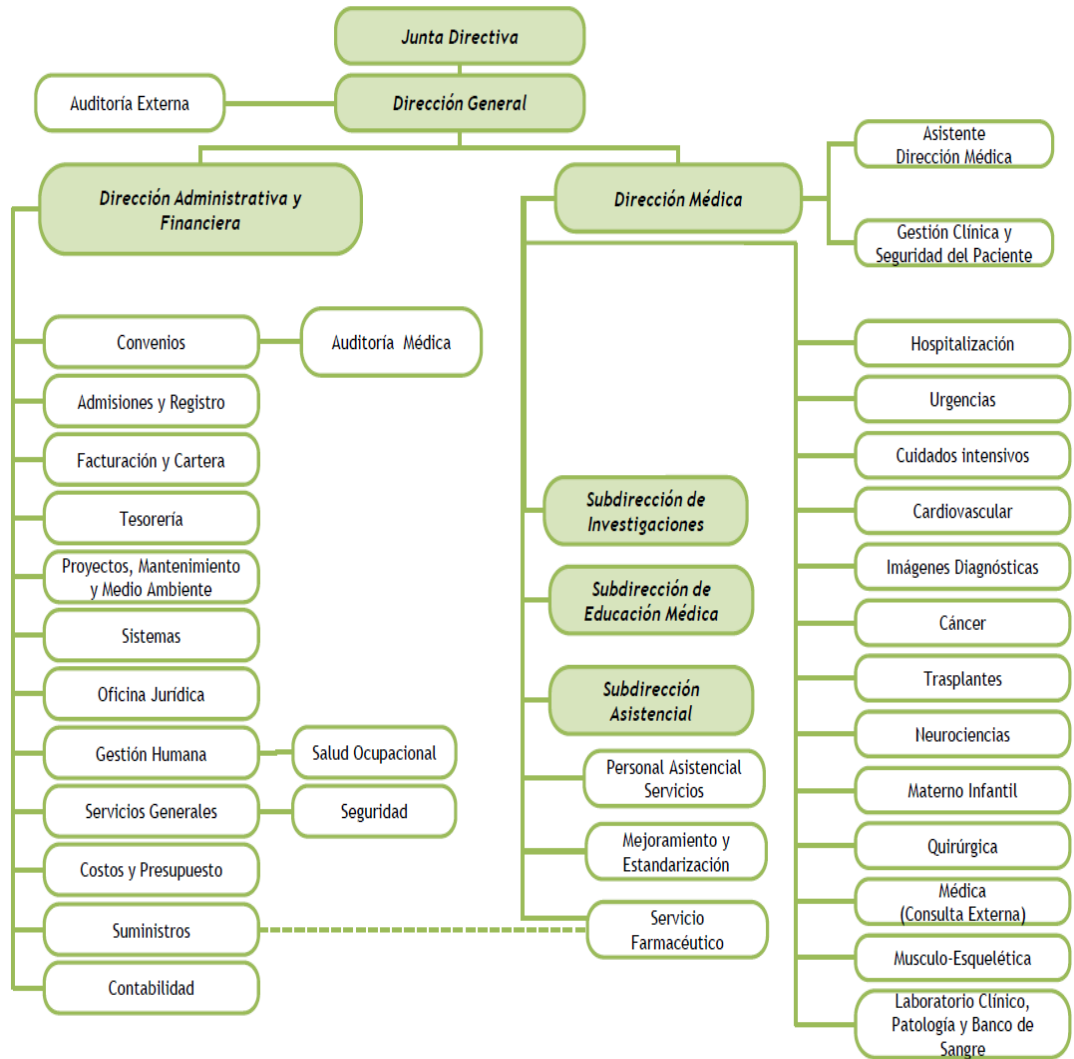 Junta Directiva
Auditoría Externa
Dirección General
Asistente
Dirección Médica
Dirección Administrativa y
Financiera
Dirección Médica
Gestión Clínica y
Seguridad del Paciente
Convenios
Auditoría Médica
Admisiones y Registro
Facturación y Cartera
Tesorería
Proyectos, Mantenimiento
y Medio Ambiente
Sistemas
Oficina Jurídica
Gestión Humana
Salud Ocupacional
Servicios Generales
Seguridad
Costos y Presupuesto
Suministros
Contabilidad
Subdirección de
Investigaciones
Subdirección de
Educación Médica
Subdirección
Asistencial
Personal Asistencial
Servicios
Mejoramiento y
Estandarización
Servicio
Farmacéutico
Hospitalización
Urgencias
Cuidados intensivos
Cardiovascular
Imágenes Diagnósticas
Cáncer
Trasplantes
Neurociencias
Materno Infantil
Quirúrgica
Médica
(Consulta Externa)
Musculo-Esquelética
Laboratorio Clínico,
Patología y Banco de
Sangre